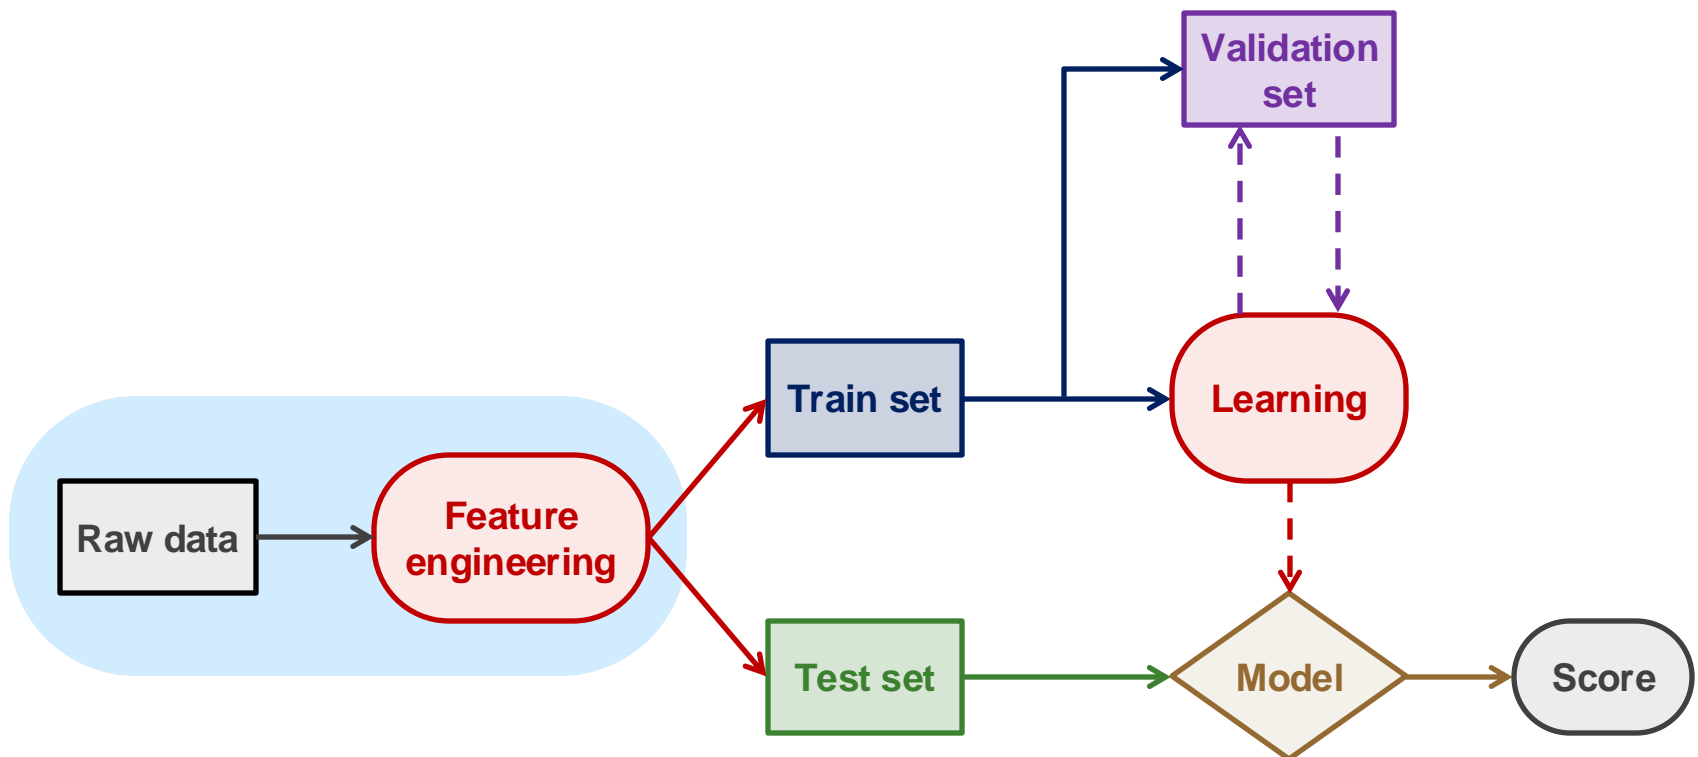 Validation
set
Train set
Learning
Raw data
Feature
engineering
Test set
Model
Score